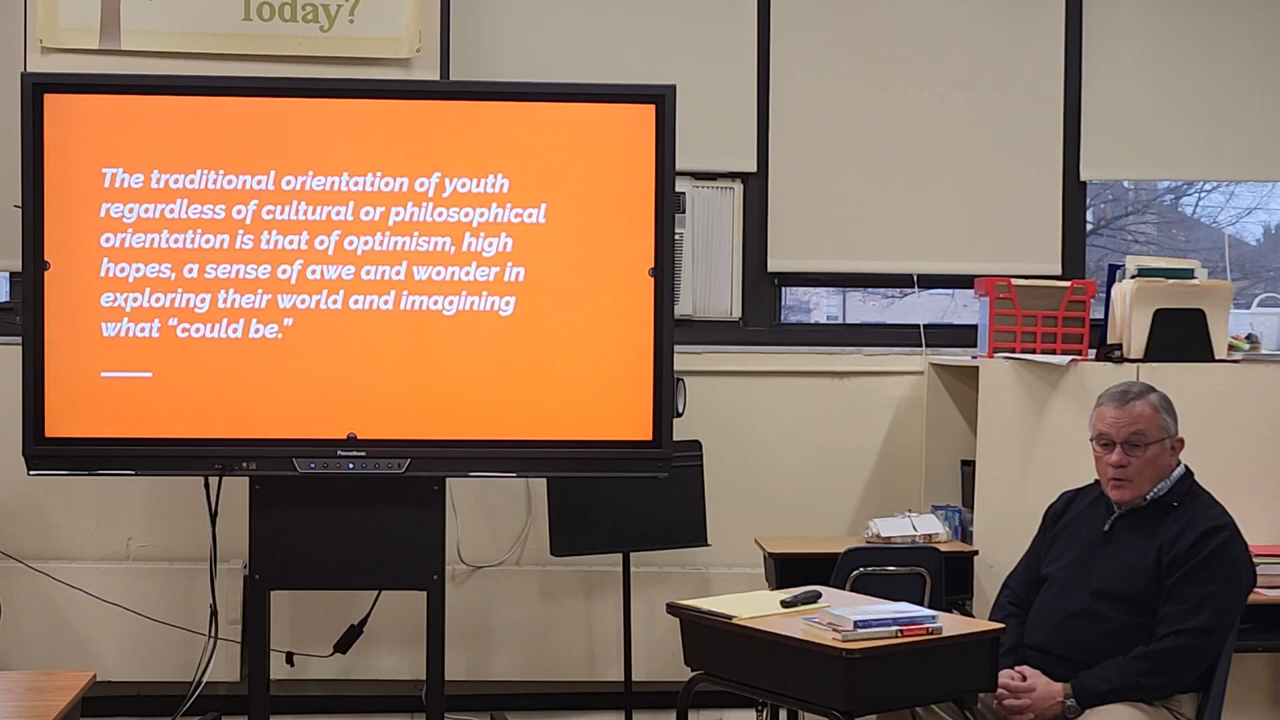 Today?
The traditional orientation of youth
regardless of cultural or philosophical
orientation is that of optimism, high
hopes, a sense of awe and wonder in
exploring their world and imagining
what “could be.”
Promethean